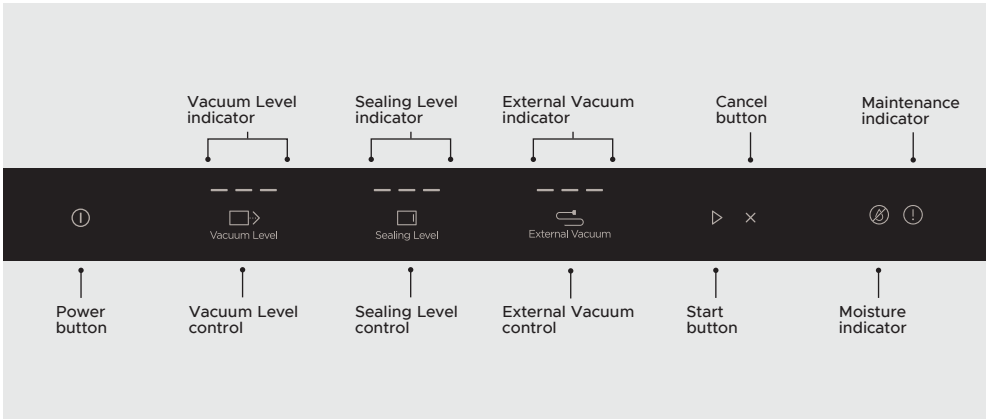 Vacuum Level
indicator
Sealing Level
indicator
External Vacuum
indicator
Cancel
button
Maintenance
indicator
Vacuum Level
Sealing Level
External Vacuum
Power
button
Vacuum Level
control
Sealing Level
control
External Vacuum
control
Start
button
Moisture
indicator